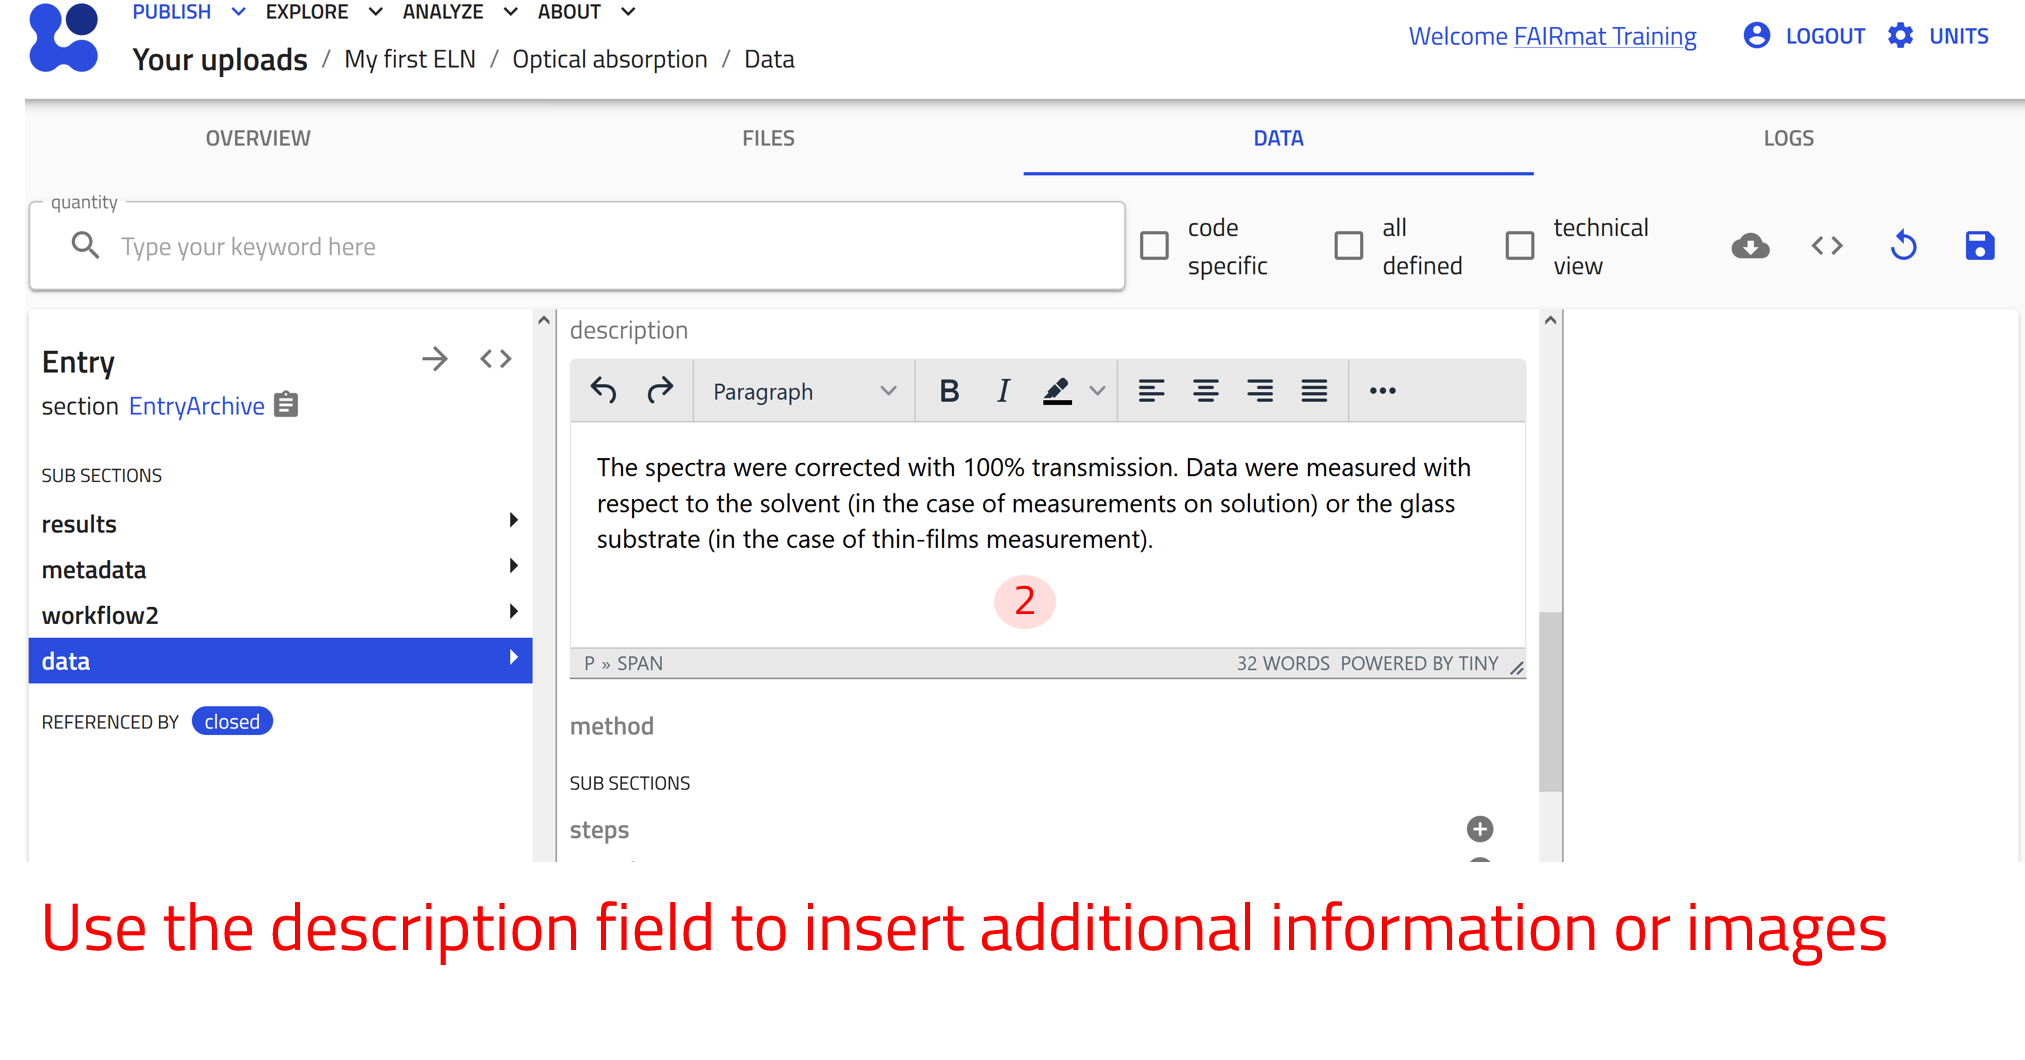 PUBLISH EXPLORE ANALYZE ABOUT
Your uploads / My first ELN / Optical absorption / Data
Welcome FAIRmat Training LOGOUT UNITS
OVERVIEW FILES DATA LOGS
quantity
Type your keyword here
code specific
all defined
technical view
Entry
section EntryArchive
SUB SECTIONS
results
metadata
workflow2
data
REFERENCED BY closed
description
Paragraph B I
The spectra were corrected with 100% transmission. Data were measured with
respect to the solvent (in the case of measurements on solution) or the glass
substrate (in the case of thin-films measurement).
2
P » SPAN 32 WORDS POWERED BY TINY
method
SUB SECTIONS
steps
Use the description field to insert additional information or images